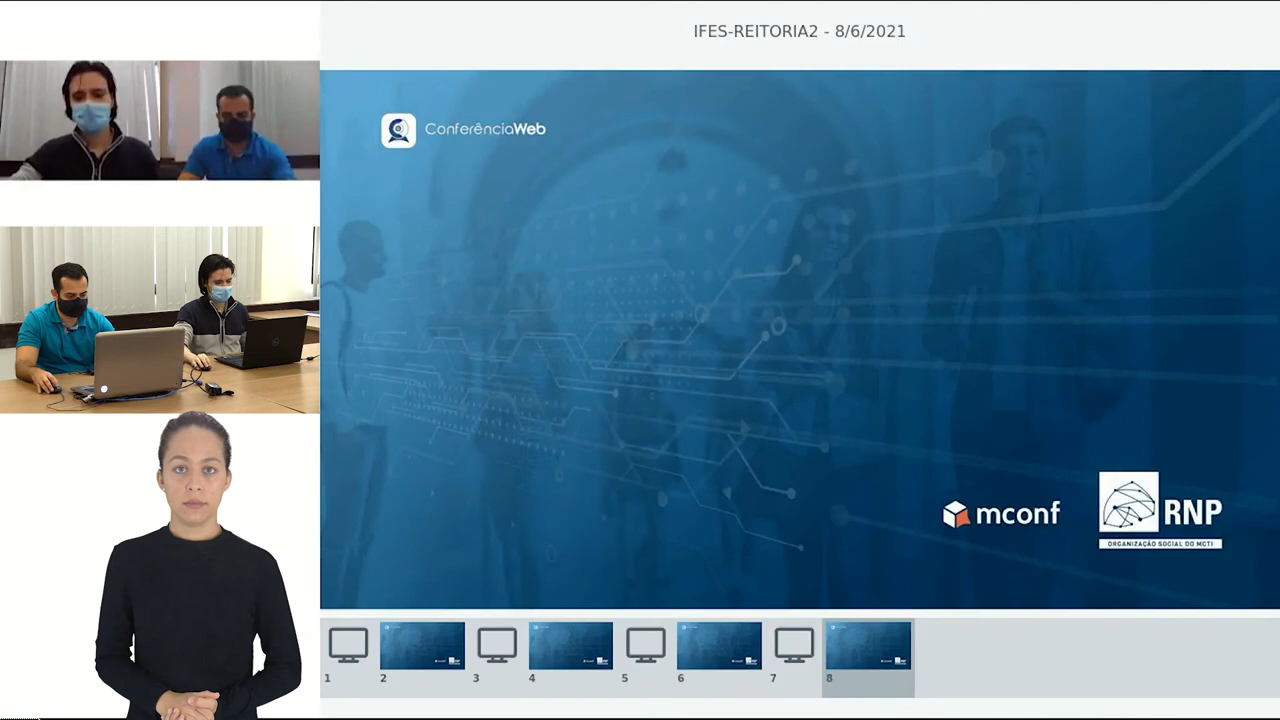 IFES-REITORIA2 - 8/6/2021
ConferênciaWeb
mconf
RNP
ORGANIZAÇÃO SOCIAL DO MCTI
1
2
3
4
5
6
7
8